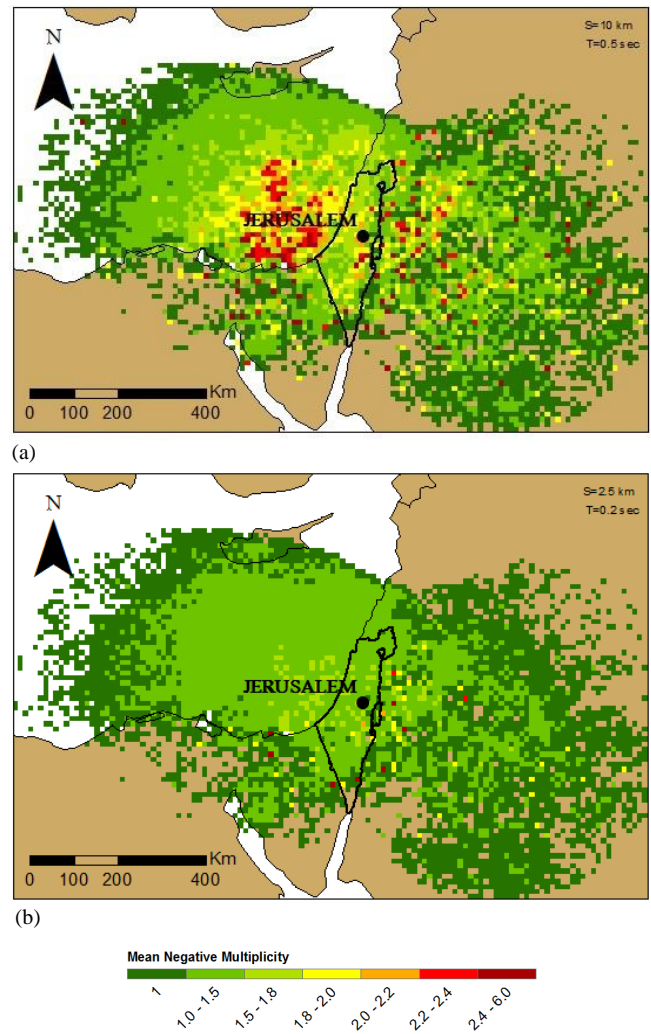 N
S=10 km
T=0.5 sec
JERUSALEM
Km
0 100 200 400
(a)
N
S=2.5 km
T=0.2 sec
JERUSALEM
Km
0 100 200 400
(b)
Mean Negative Multiplicity
1 1.0 - 1.5 1.5 - 1.8 1.8 - 2.0 2.0 - 2.2 2.2 - 2.4 2.4 - 6.0